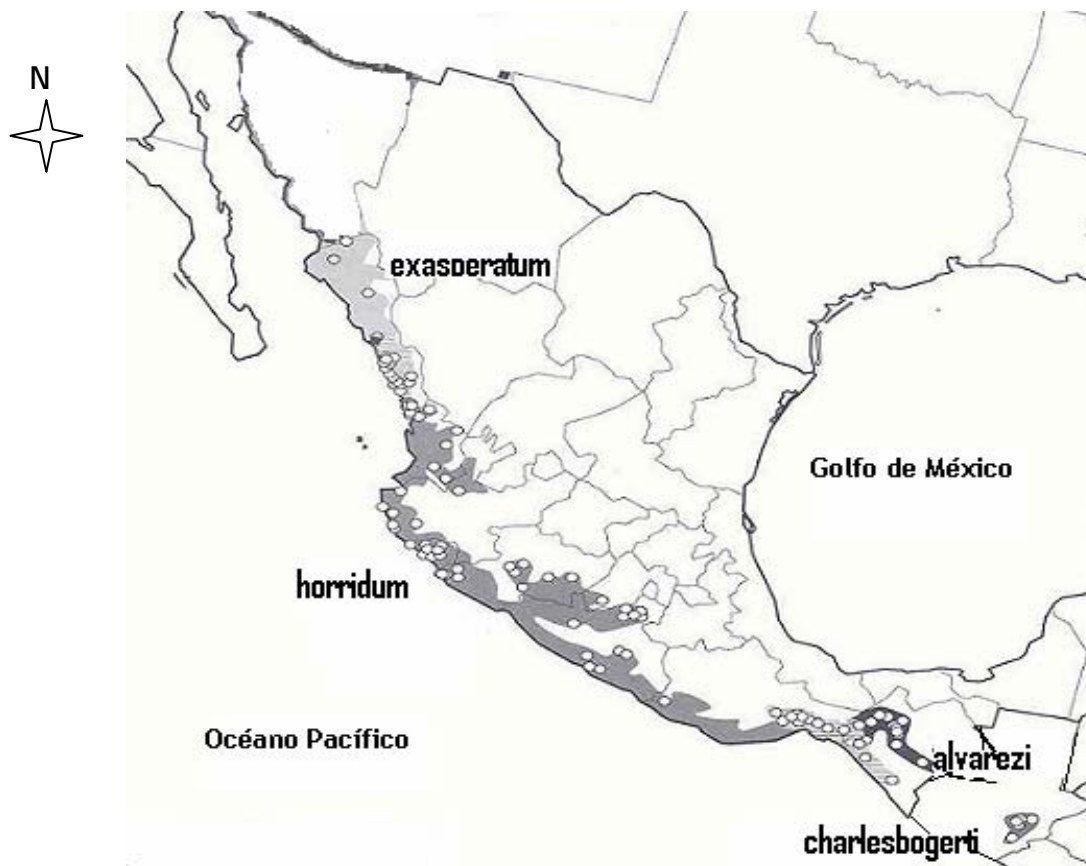 N
exasperatum
Golfo de México
horridum
Océano Pacífico
alvarezi
charlesbogerti